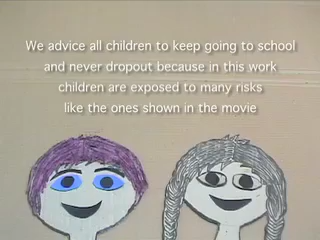 We advice all children to keep going to school
and never dropout because in this work
children are exposed to many risks
like the ones shown in the movie